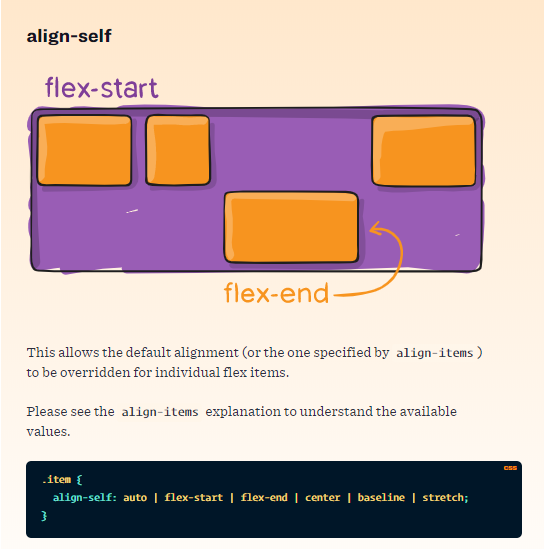 align-self
flex-start
flex-end
This allows the default alignment (or the one specified by align-items )
to be overridden for individual flex items.
Please see the align-items explanation to understand the available
values.
css
.item {
  align-self: auto | flex-start | flex-end | center | baseline | stretch;
}